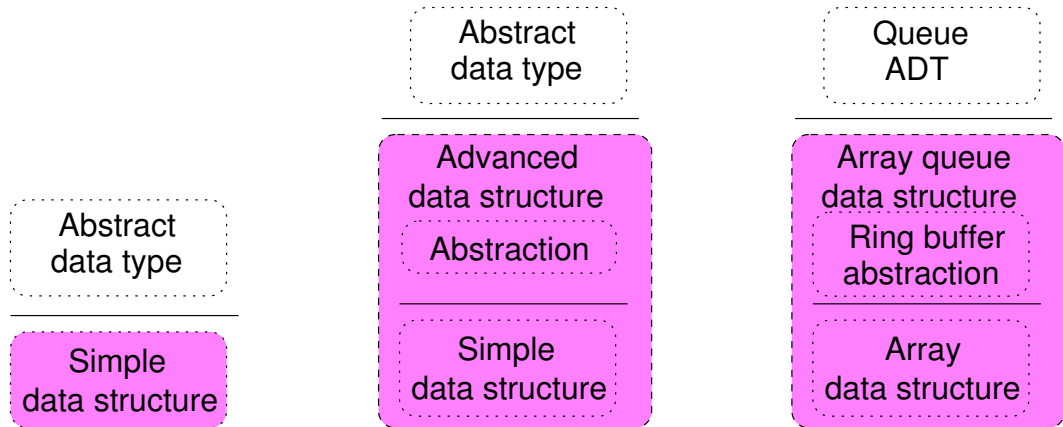 Abstract
data type
Simple
data structure
Abstract
data type
Advanced
data structure
Abstraction
Simple
data structure
Queue
ADT
Array queue
data structure
Ring buffer
abstraction
Array
data structure